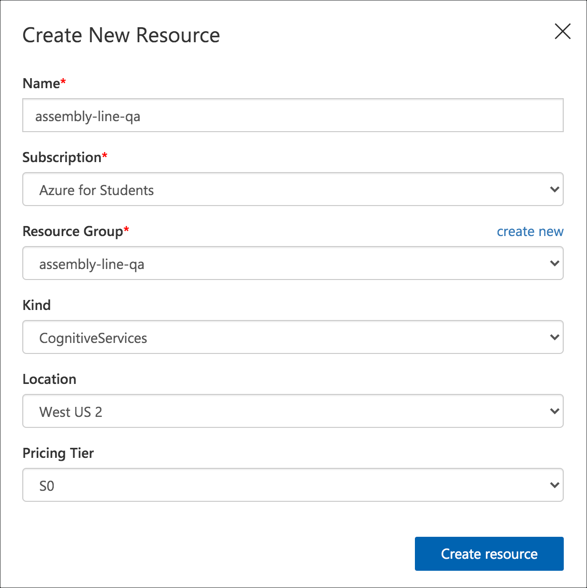 Create New Resource
Name*
assembly-line-qa
Subscription*
Azure for Students
Resource Group*
create new
assembly-line-qa
Kind
CognitiveServices
Location
West US 2
Pricing Tier
S0
Create resource